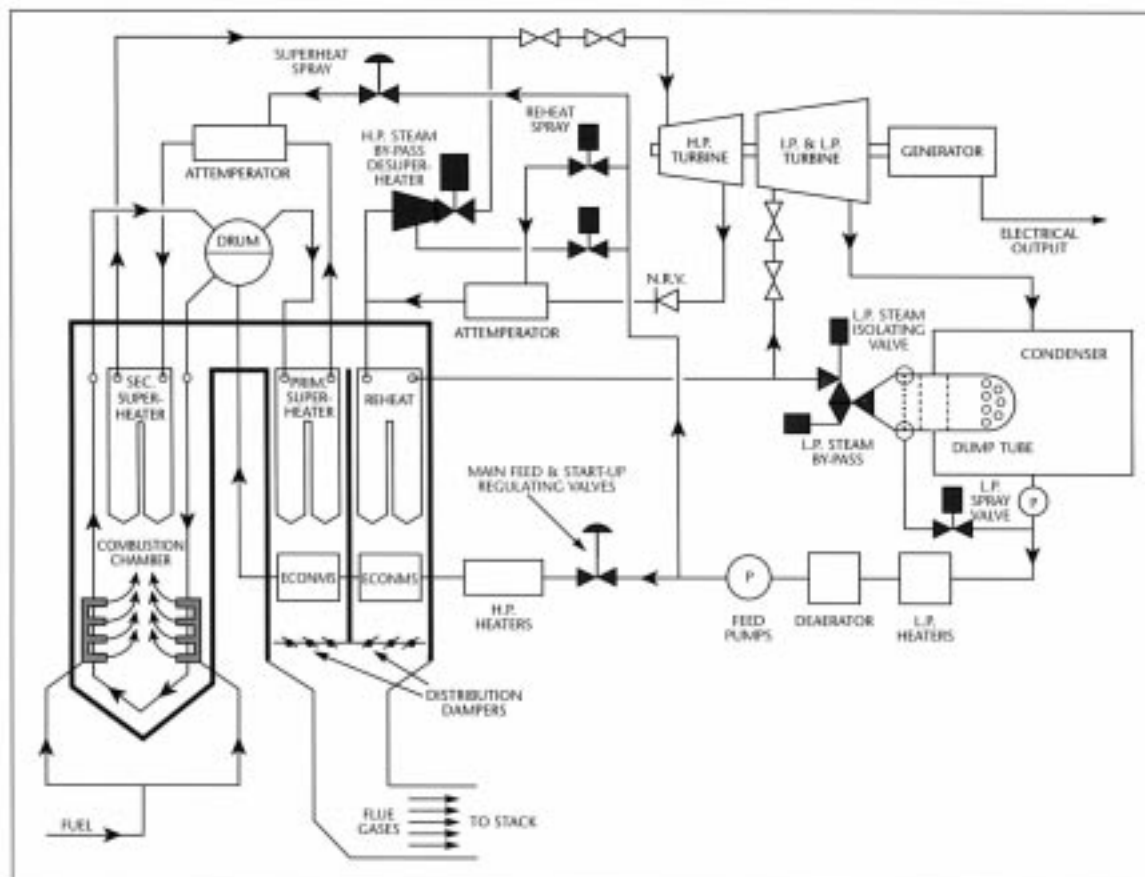 SUPERHEAT
SPRAY
REHEAT
SPRAY
H.P. STEAM
BY-PASS
DESUPER-
HEATER
H.P.
TURBINE
I.P. & L.P.
TURBINE
GENERATOR
ATTEMPERATOR
DRUM
ELECTRICAL
OUTPUT
N.R.V.
ATTEMPERATOR
L.P. STEAM
ISOLATING
VALVE
CONDENSER
SEC.
SUPER-
HEATER
PRIM.
SUPER-
HEATER
REHEAT
DUMP TUBE
L.P. STEAM
BY-PASS
MAIN FEED & START-UP
REGULATING VALVES
L.P.
SPRAY
VALVE
P
COMBUSTION
CHAMBER
ECONMS
ECONMS
H.P.
HEATERS
P
FEED
PUMPS
DEAERATOR
L.P.
HEATERS
DISTRIBUTION
DAMPERS
FUEL
FLUE
GASES
TO STACK